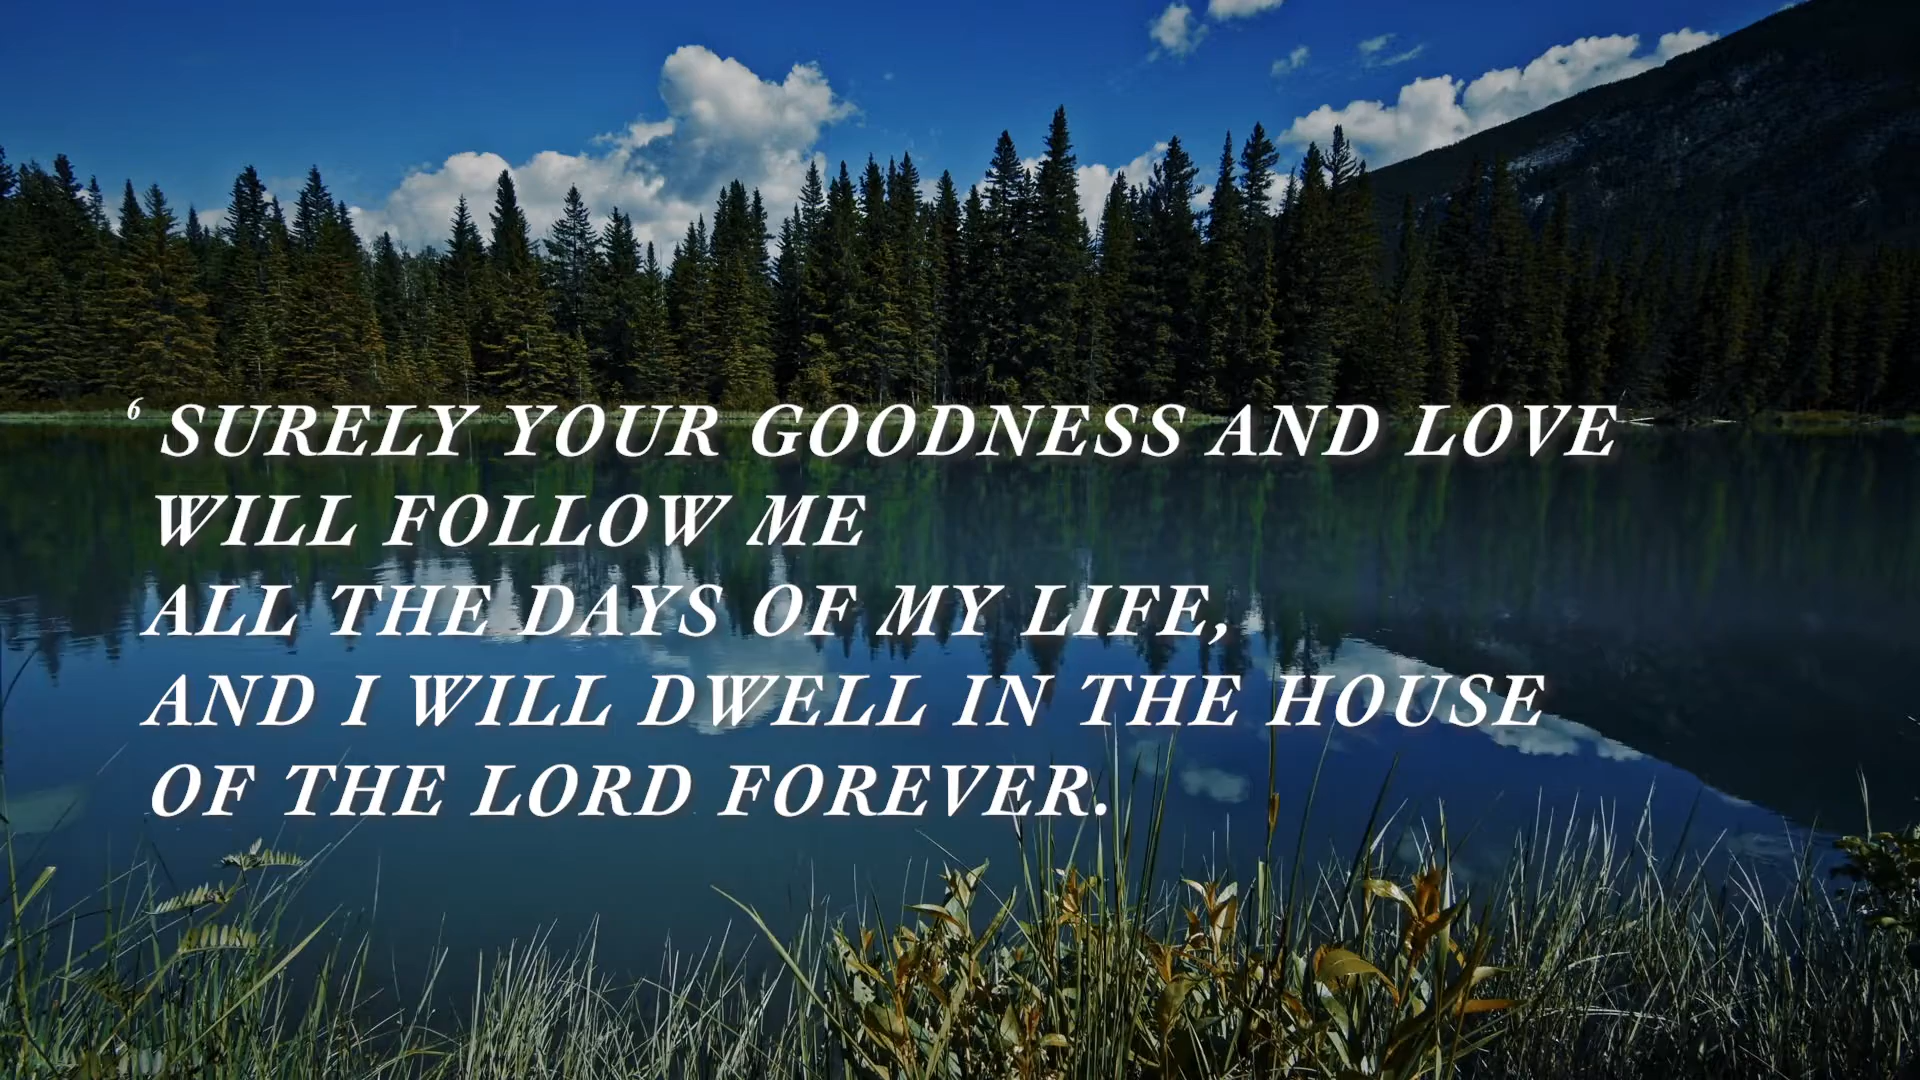 6 SURELY YOUR GOODNESS AND LOVE
WILL FOLLOW ME
ALL THE DAYS OF MY LIFE,
AND I WILL DWELL IN THE HOUSE
OF THE LORD FOREVER.